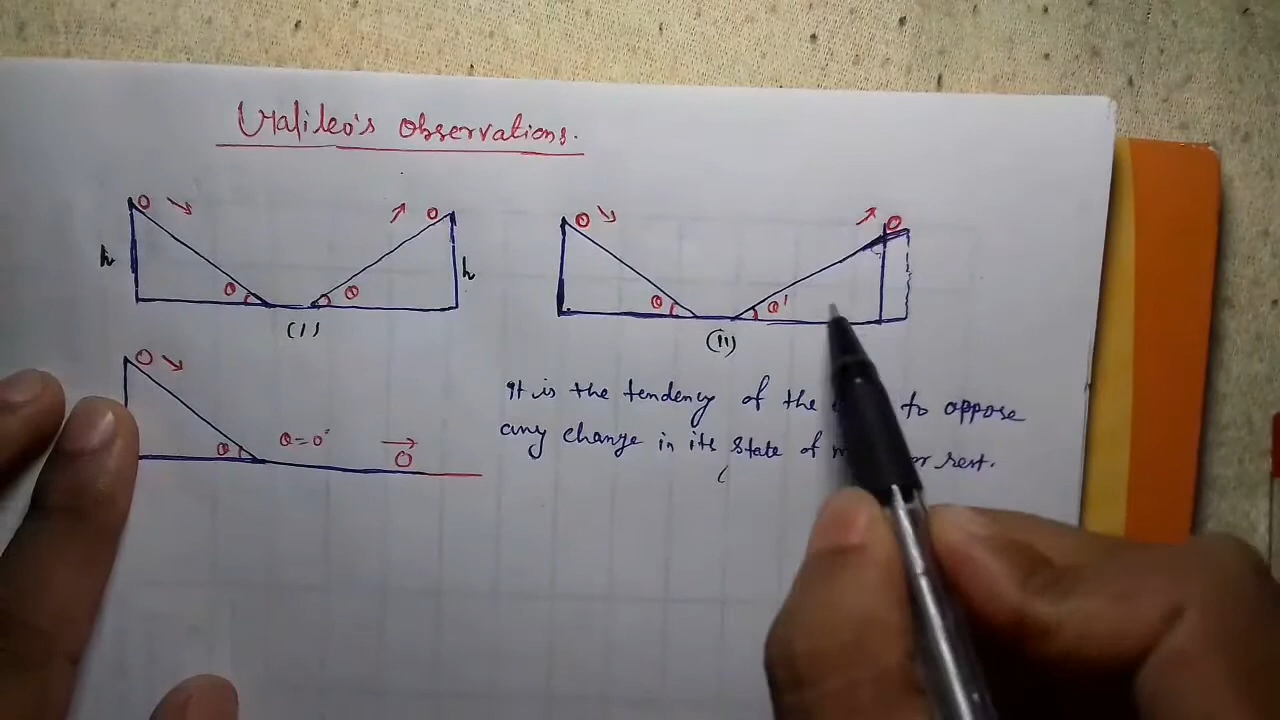 Galileo's observations.
O O O O
h θ θ h θ θ'
(I) (II)
O
It is the tendency of the to oppose
θ θ=0° O
any change in its state of or rest.
(